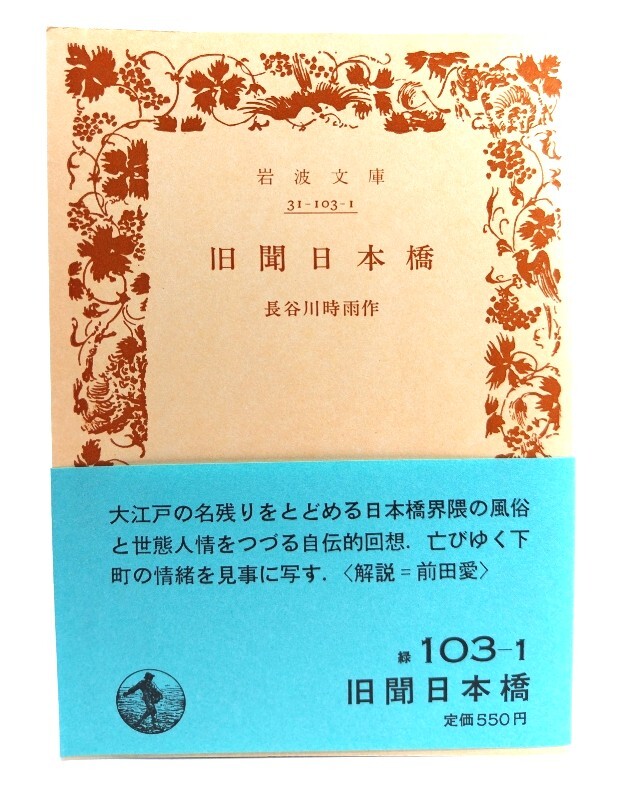 岩波文庫
31-103-1
旧聞日本橋
長谷川時雨作
大江戸の名残りをとどめる日本橋界隈の風俗
と世態人情をつづる自伝的回想．亡びゆく下
町の情緒を見事に写す．〈解説＝前田愛〉
緑 103-1
旧聞日本橋
定価550円